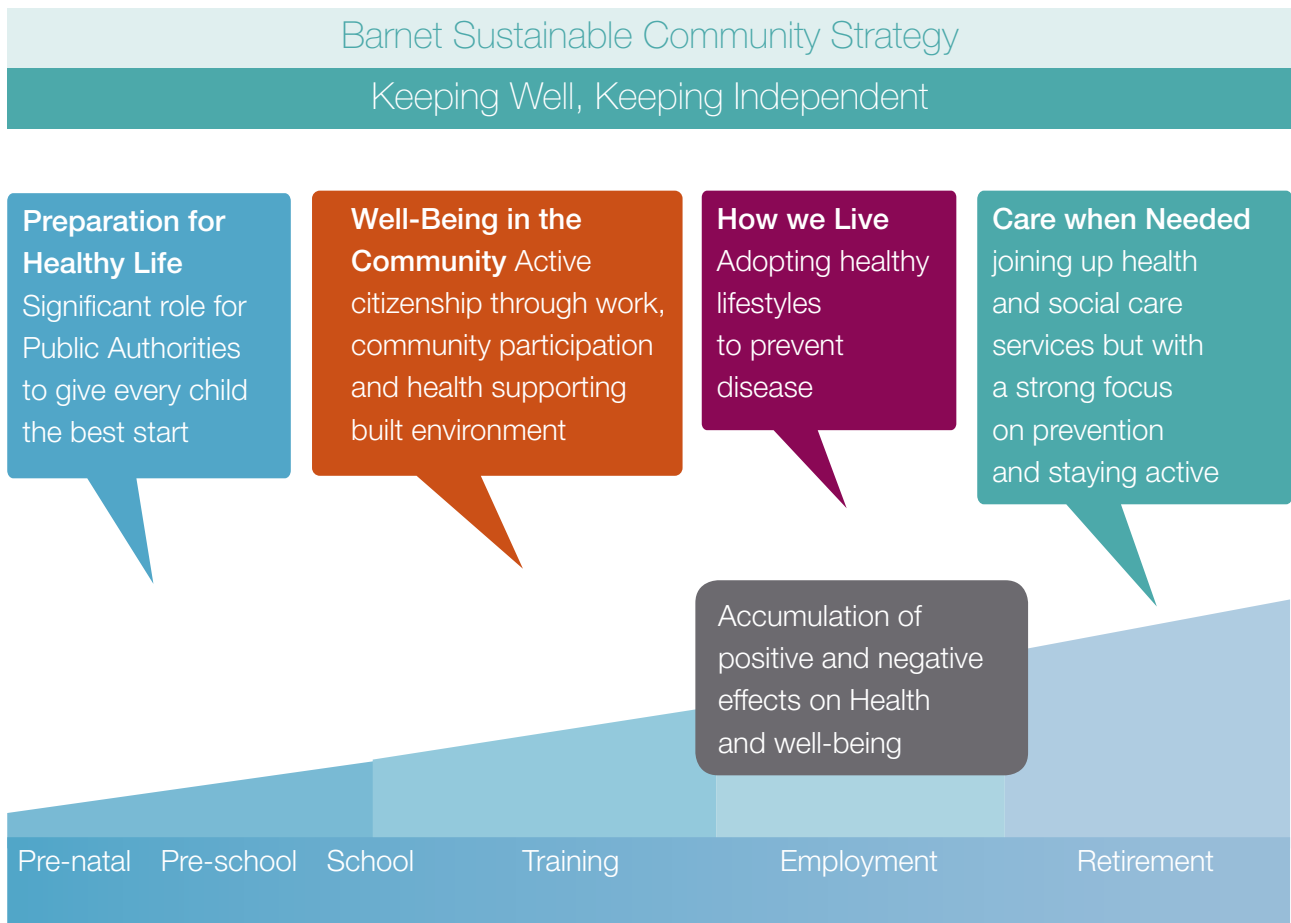 Barnet Sustainable Community Strategy
Keeping Well, Keeping Independent
Preparation for
Healthy Life
Significant role for
Public Authorities
to give every child
the best start
Well-Being in the
Community Active
citizenship through work,
community participation
and health supporting
built environment
How we Live
Adopting healthy
lifestyles
to prevent
disease
Care when Needed
joining up health
and social care
services but with
a strong focus
on prevention
and staying active
Accumulation of
positive and negative
effects on Health
and well-being
Pre-natal Pre-school School Training Employment Retirement